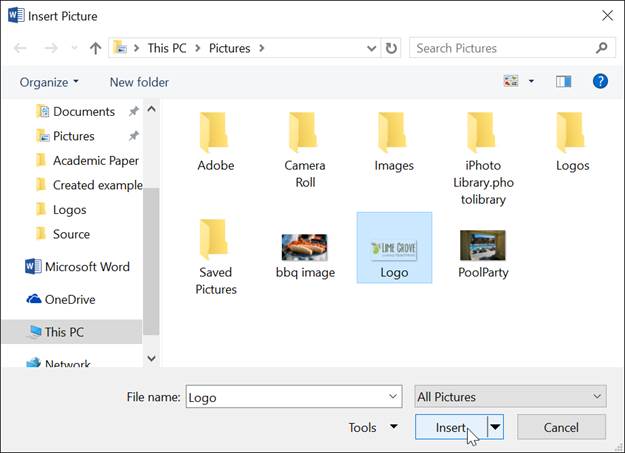 Insert Picture
This PC > Pictures >
Search Pictures
Organize
New folder
?
Documents
Pictures
Academic Paper
Created example
Logos
Source
Microsoft Word
OneDrive
This PC
Network
Adobe
Camera
Roll
Images
iPhoto
Library.pho
tolibrary
Logos
Saved
Pictures
bbq image
LIME GROVE
Logo
PoolParty
File name:
Logo
All Pictures
Tools
Insert
Cancel